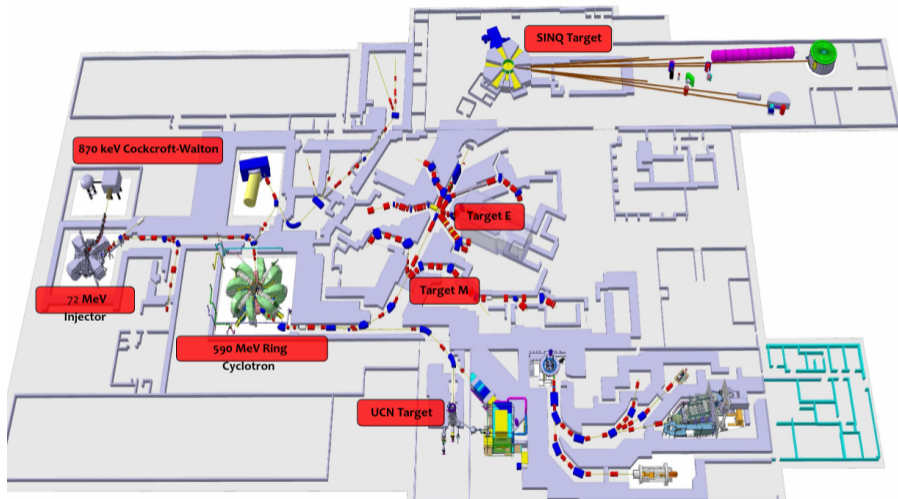 SINQ Target
870 keV Cockcroft-Walton
Target E
Target M
72 MeV
Injector
590 MeV Ring
Cyclotron
UCN Target